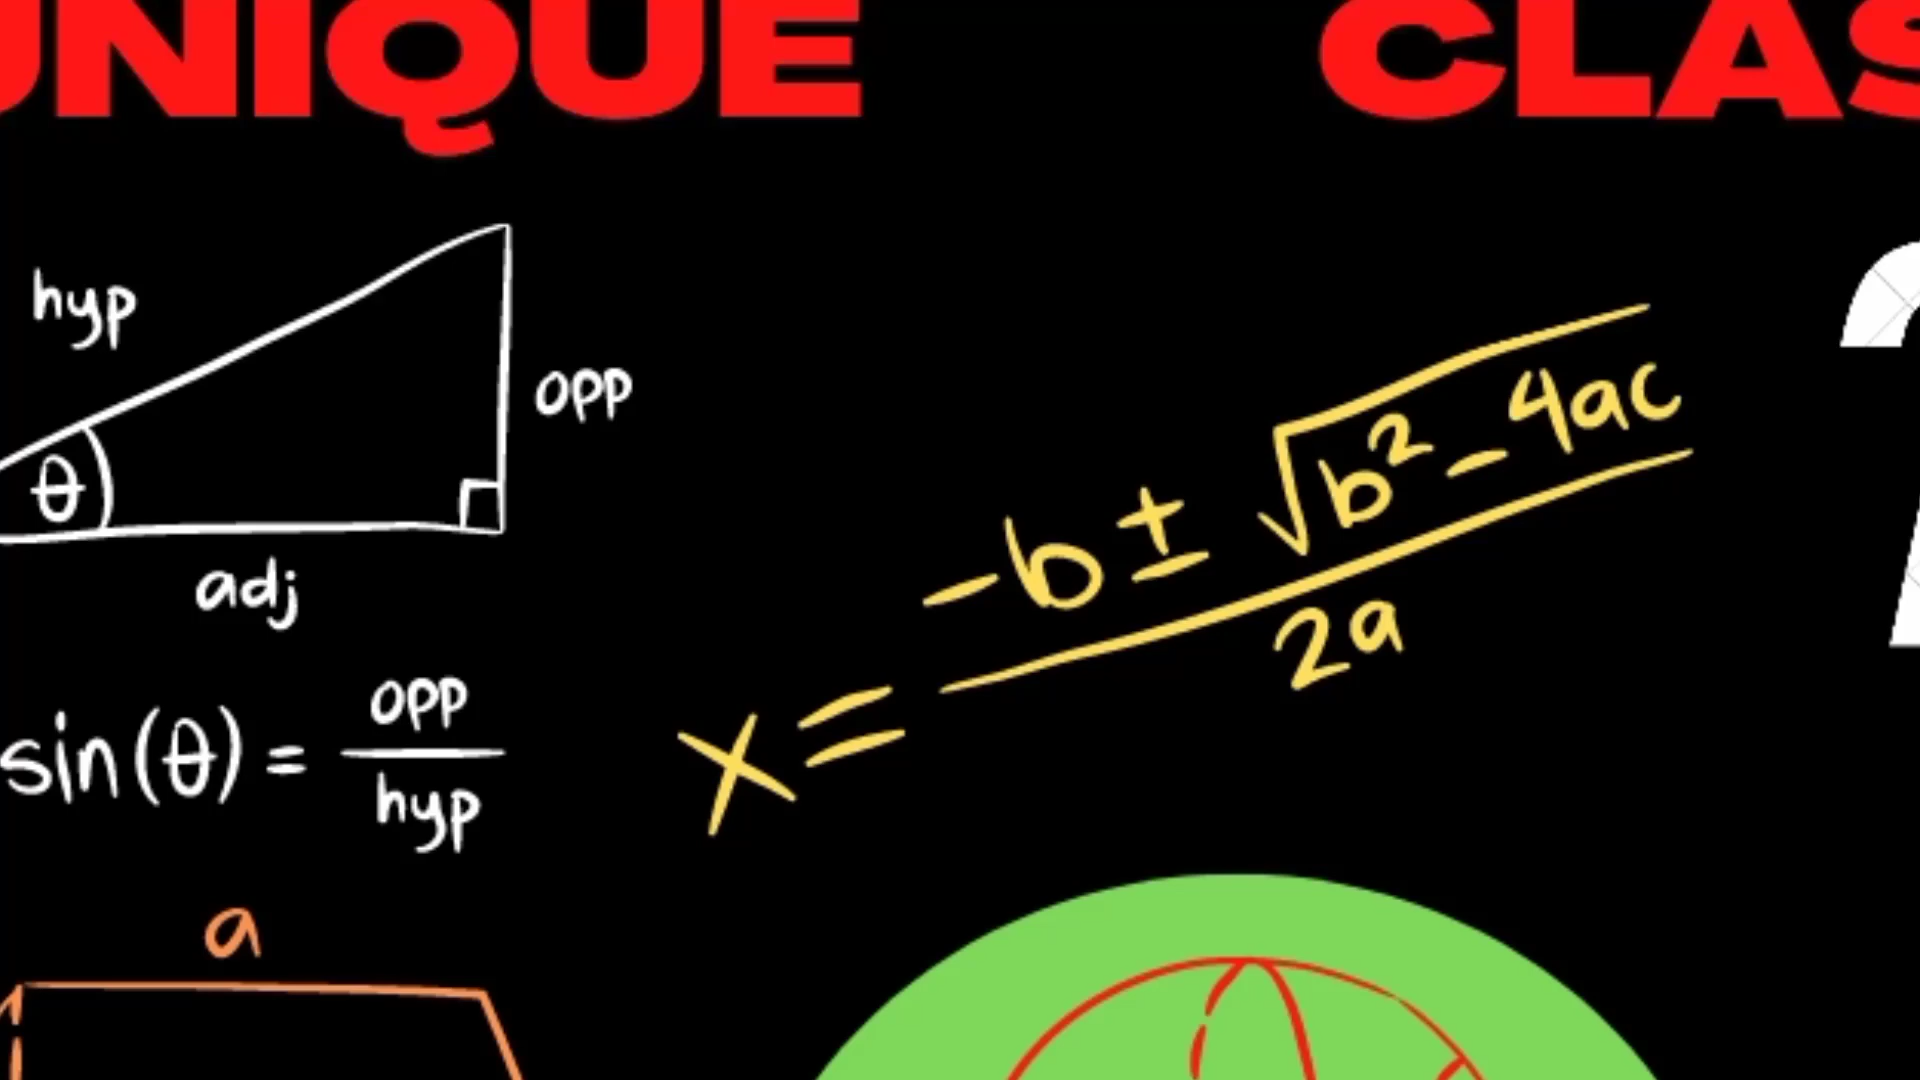 UNIQUE CLAS
hyp
opp
θ
adj
sin(θ) = opp/hyp
x = -b ± √b² - 4ac / 2a
a